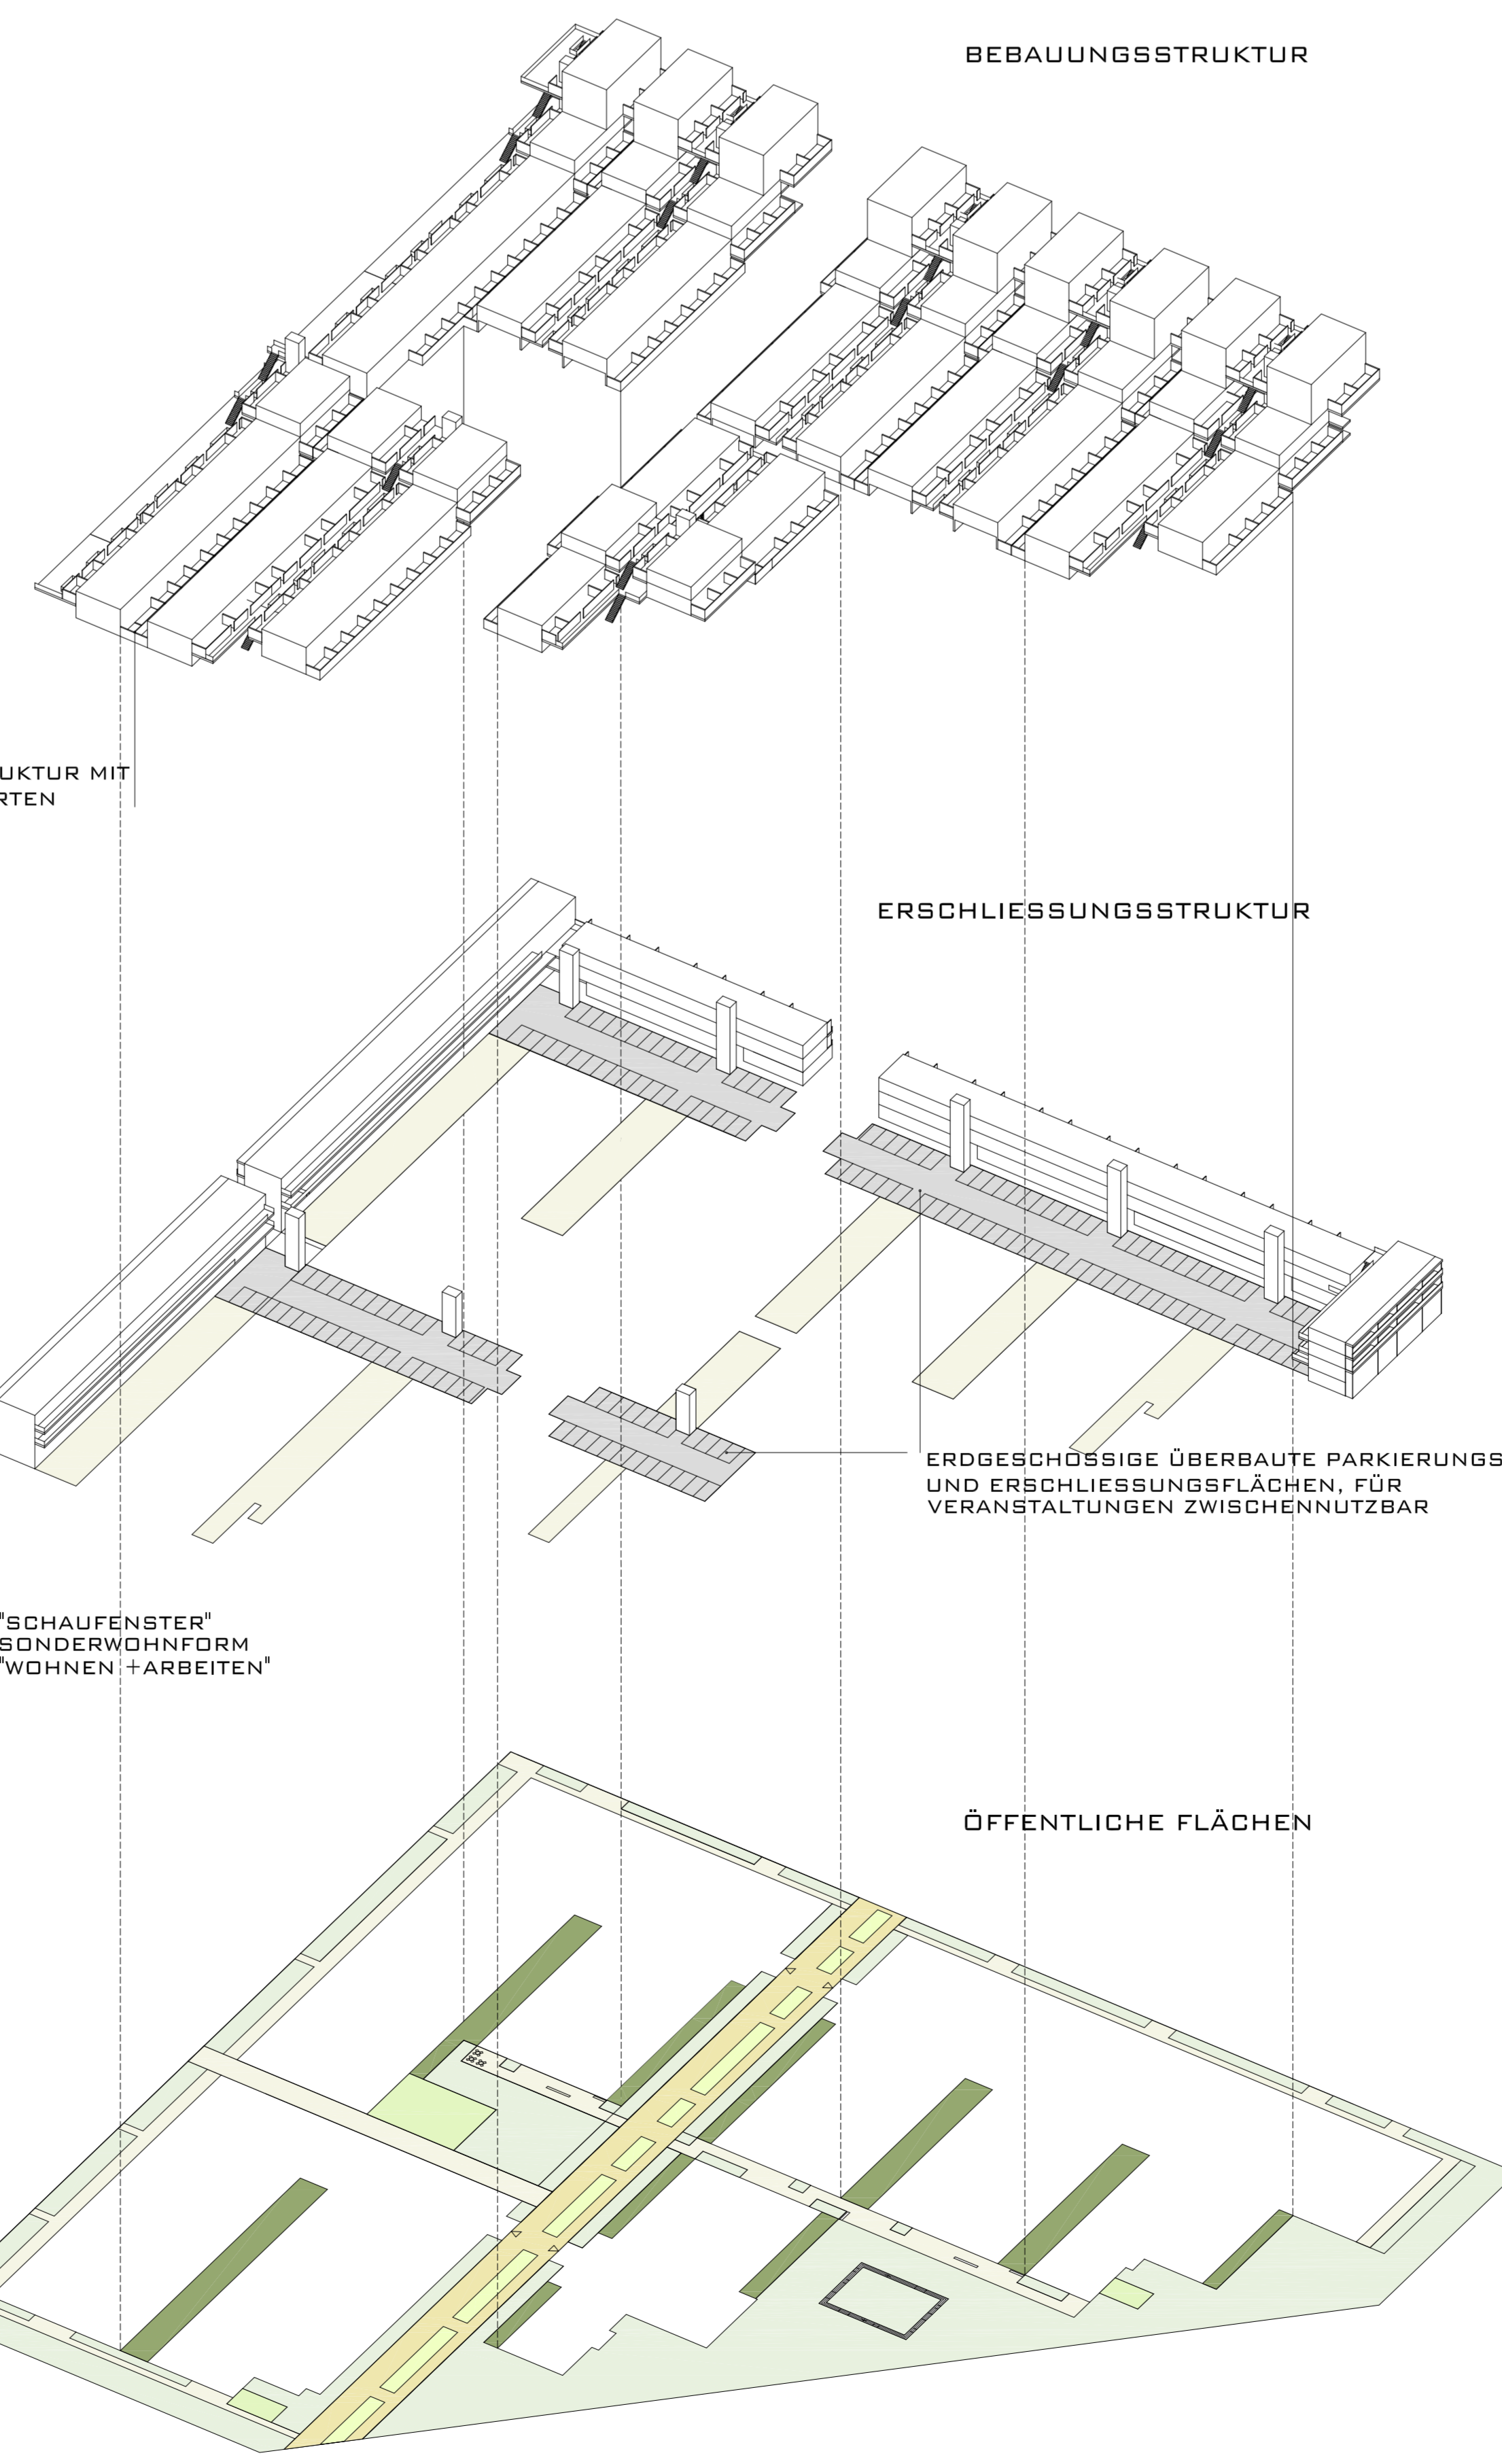 BEBAUUNGSSTRUKTUR
UKTUR MIT
RTEN
ERSCHLIESSUNGSSTRUKTUR
ERDGESCHOSSIGE ÜBERBAUTE PARKIERUNGS
UND ERSCHLIESSUNGSFLÄCHEN, FÜR
VERANSTALTUNGEN ZWISCHENNUTZBAR
"SCHAUFENSTER"
SONDERWOHNFORM
"WOHNEN +ARBEITEN"
ÖFFENTLICHE FLÄCHEN